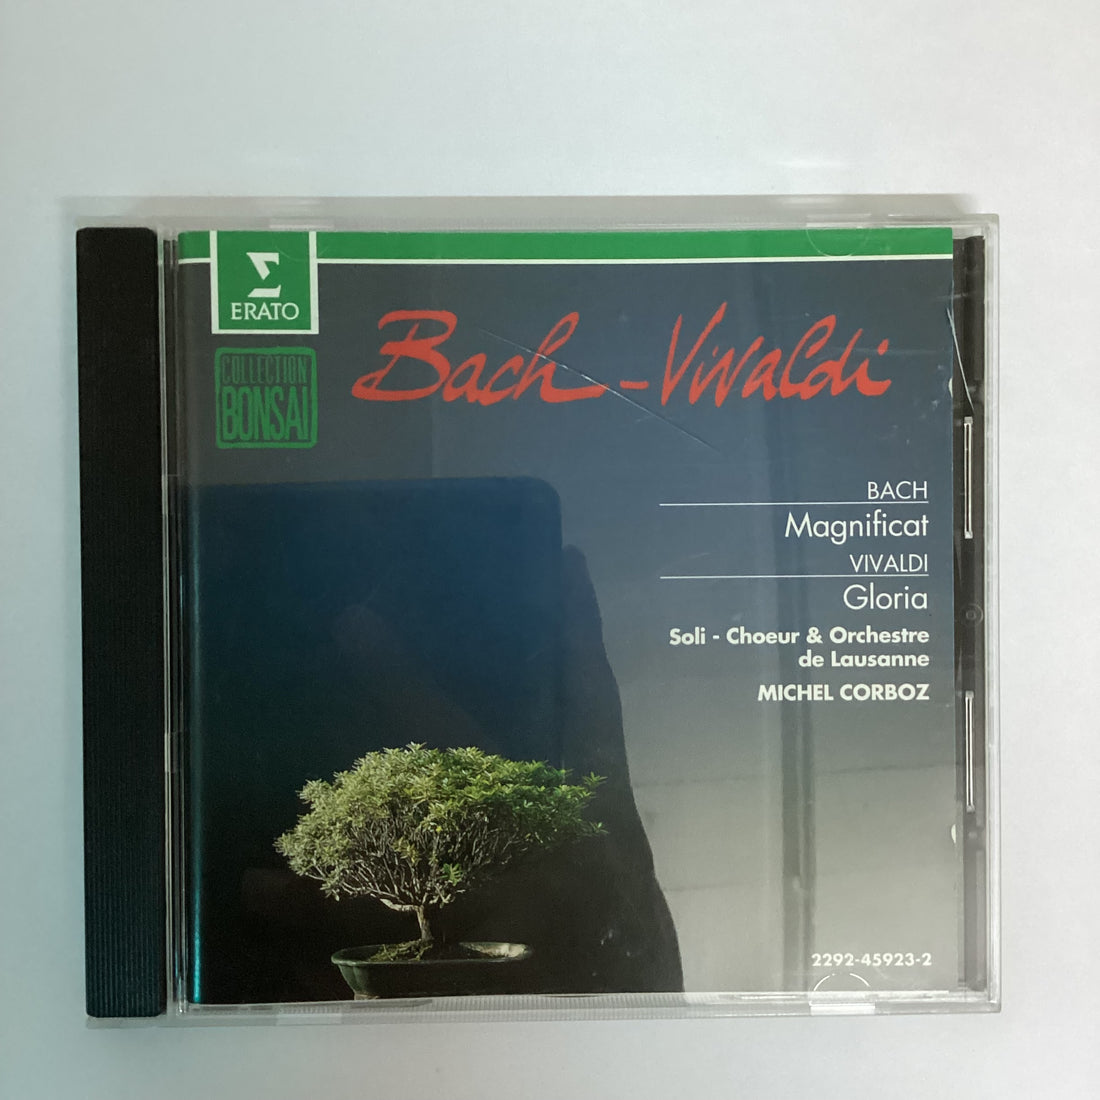 Σ
ERATO
COLLECTION
BONSAI
Bach - Vivaldi
BACH
Magnificat
VIVALDI
Gloria
Soli - Choeur & Orchestre
de Lausanne
MICHEL CORBOZ
2292-45923-2